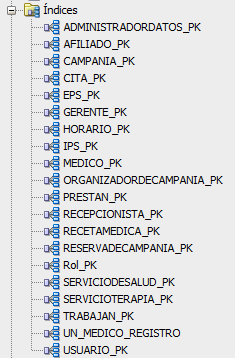 Índices
ADMINISTRADORDATOS_PK
AFILIADO_PK
CAMPANIA_PK
CITA_PK
EPS_PK
GERENTE_PK
HORARIO_PK
IPS_PK
MEDICO_PK
ORGANIZADORDECAMPANIA_PK
PRESTAN_PK
RECEPCIONISTA_PK
RECETAMEDICA_PK
RESERVADECAMPANIA_PK
Rol_PK
SERVICIODESALUD_PK
SERVICIOTERAPIA_PK
TRABAJAN_PK
UN_MEDICO_REGISTRO
USUARIO_PK